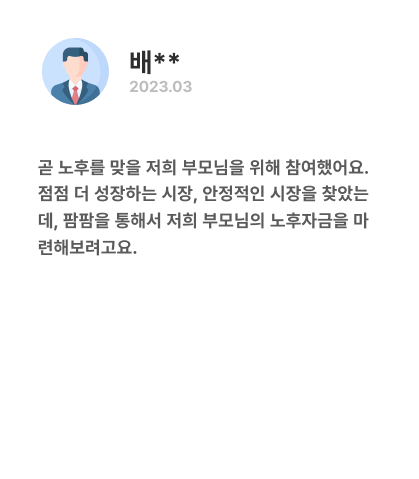 배**
2023.03
곧 노후를 맞을 저희 부모님을 위해 참여했어요.
점점 더 성장하는 시장, 안정적인 시장을 찾았는
데, 팜팜을 통해서 저희 부모님의 노후자금을 마
련해보려고요.